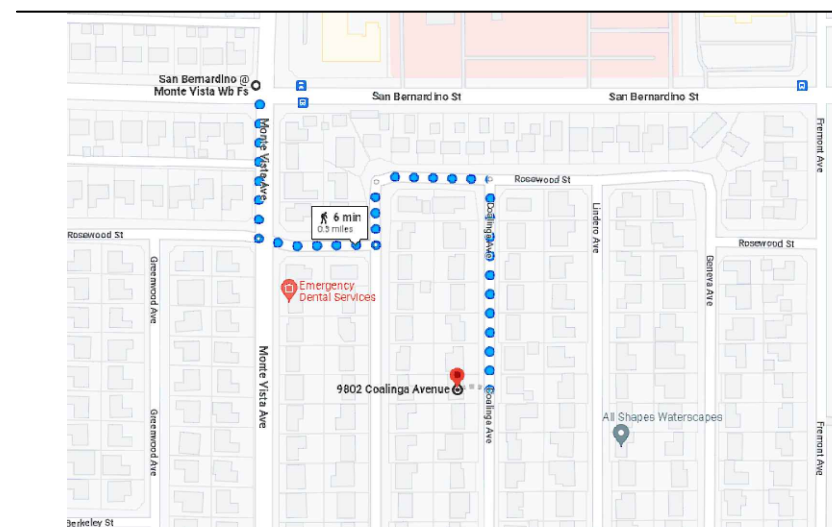 San Bernardino @
Monte Vista Wb Fs
San Bernardino St
San Bernardino St
Monte Vista Ave
Fremont Ave
Rosewood St
6 min
0.3 miles
Coalinga Ave
Lindero Ave
Rosewood St
Rosewood St
Greenwood Ave
Geneva Ave
Emergency
Dental Services
Monte Vista Ave
9802 Coalinga Avenue
Coalinga Ave
All Shapes Waterscapes
Greenwood Ave
Fremont Ave
Berkeley St